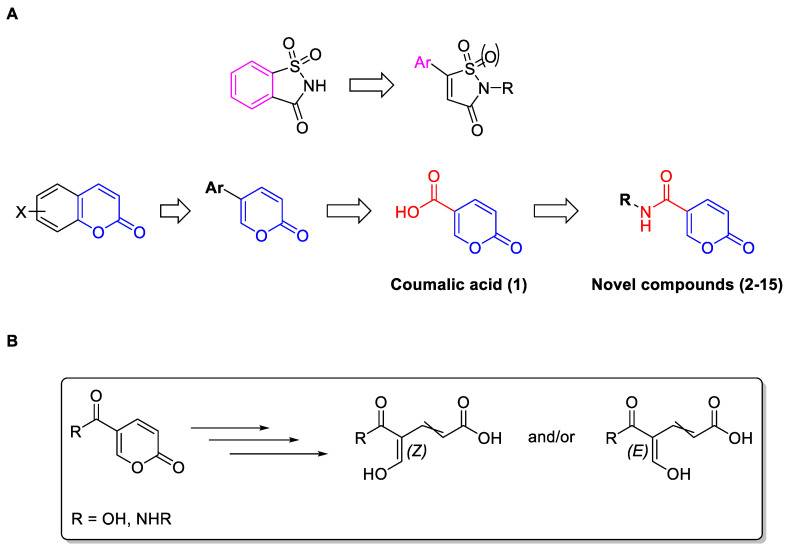 A
O
O
S
NH
O
Ar
O
S
(O)
N–R
O
X
O
O
Ar
O
O
O
HO
O
O
Coumalic acid (1)
O
R
N
H
O
O
Novel compounds (2-15)
B
O
R
O
O
R = OH, NHR
O
R
(Z)
HO
O
OH
and/or
O
R
(E)
OH
O
OH